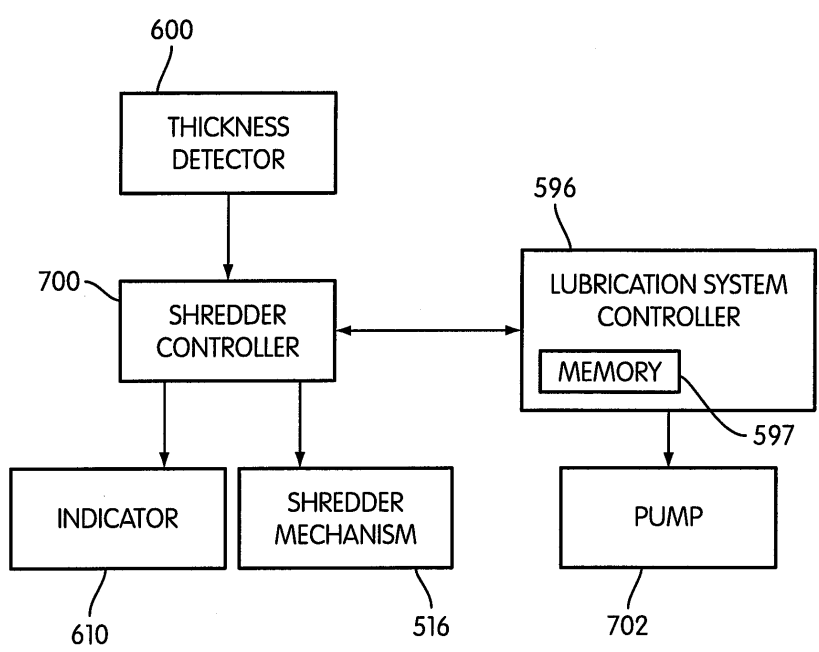 600
THICKNESS
DETECTOR
596
700
SHREDDER
CONTROLLER
LUBRICATION SYSTEM
CONTROLLER
MEMORY
597
INDICATOR
SHREDDER
MECHANISM
PUMP
610
516
702